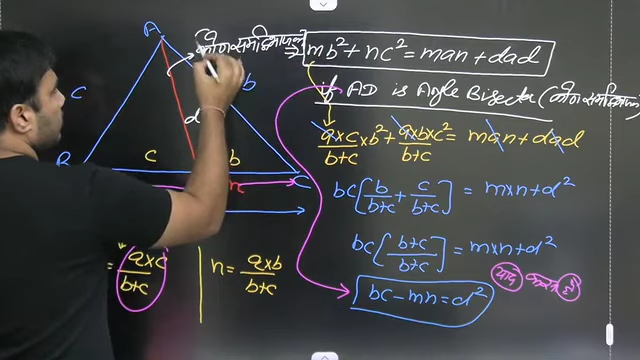 A
कोण समद्विभाजक
⇒ mb² + nc² = man + dad
c
b
if AD is Angle Bisector (कोण समद्विभाजक)
d
a×c/b+c × b² + a×b/b+c × c² = man + dad
B
c
b
C
n
bc[b/b+c + c/b+c] = m×n + d²
bc[b+c/b+c] = m×n + d²
= a×c/b+c
n = a×b/b+c
bc − mn = d²
याद करना है